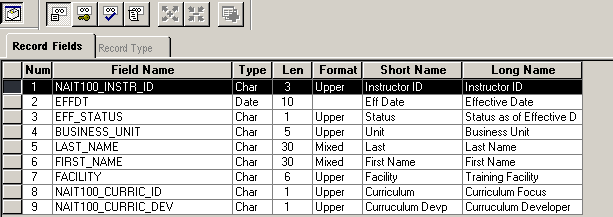 Record Fields Record Type
Num Field Name Type Len Format Short Name Long Name
1 NAIT100_INSTR_ID Char 3 Upper Instructor ID Instructor ID
2 EFFDT Date 10 Eff Date Effective Date
3 EFF_STATUS Char 1 Upper Status Status as of Effective D
4 BUSINESS_UNIT Char 5 Upper Unit Business Unit
5 LAST_NAME Char 30 Mixed Last Last Name
6 FIRST_NAME Char 30 Mixed First Name First Name
7 FACILITY Char 6 Upper Facility Training Facility
8 NAIT100_CURRIC_ID Char 1 Upper Curriculum Curriculum Focus
9 NAIT100_CURRIC_DEV Char 1 Upper Curruculum Devp Curruculum Developer